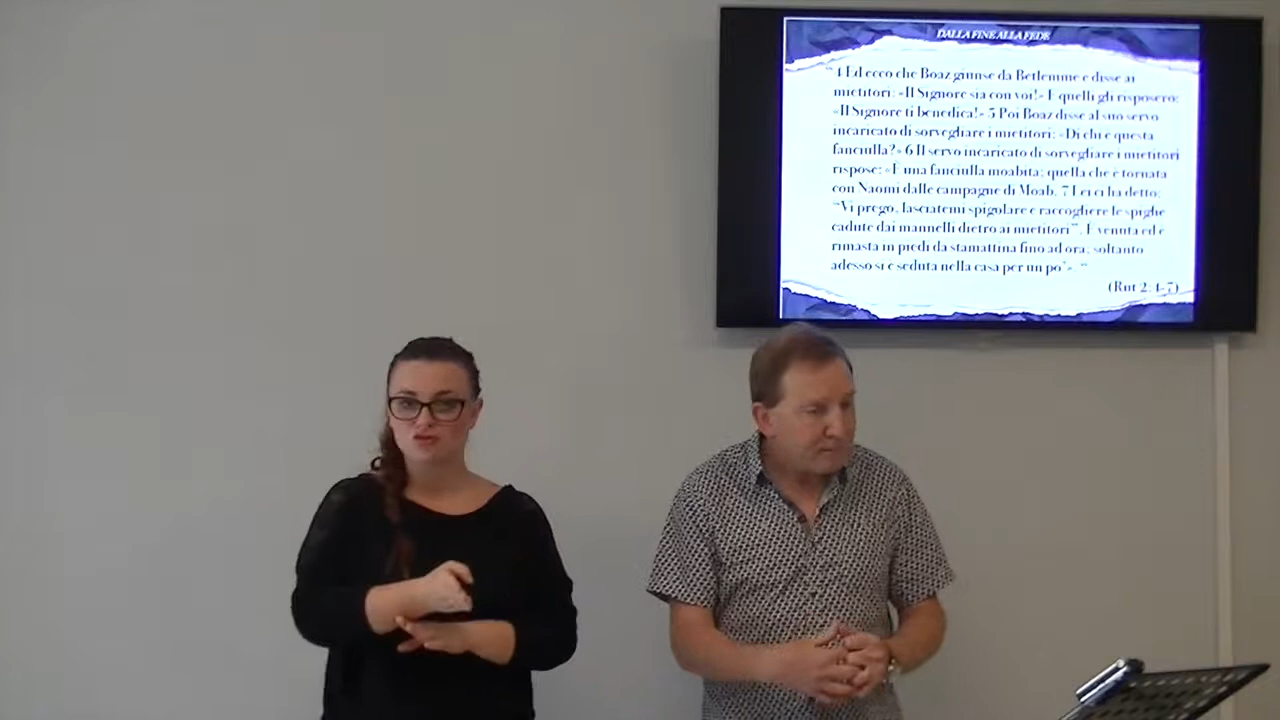 DALLA FINE ALLA FEDE
“4 Ed ecco che Boaz giunse da Betlemme e disse ai
mietitori: «Il Signore sia con voi!» E quelli gli risposero:
«Il Signore ti benedica!» 5 Poi Boaz disse al suo servo
incaricato di sorvegliare i mietitori: «Di chi è questa
fanciulla?» 6 Il servo incaricato di sorvegliare i mietitori
rispose: «È una fanciulla moabita; quella che è tornata
con Naomi dalle campagne di Moab. 7 Lei ci ha detto:
“Vi prego, lasciatemi spigolare e raccogliere le spighe
cadute dai mannelli dietro ai mietitori”. È venuta ed è
rimasta in piedi da stamattina fino ad ora; soltanto
adesso si è seduta nella casa per un po’». ”
(Rut 2:4-7)